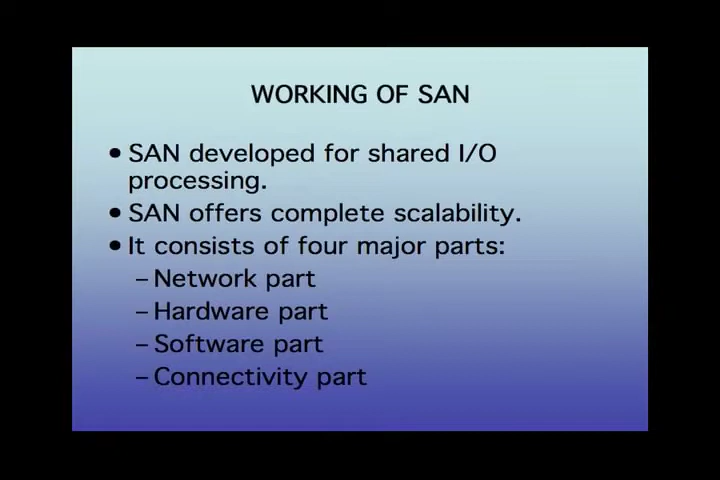 WORKING OF SAN
• SAN developed for shared I/O
processing.
• SAN offers complete scalability.
• It consists of four major parts:
– Network part
– Hardware part
– Software part
– Connectivity part